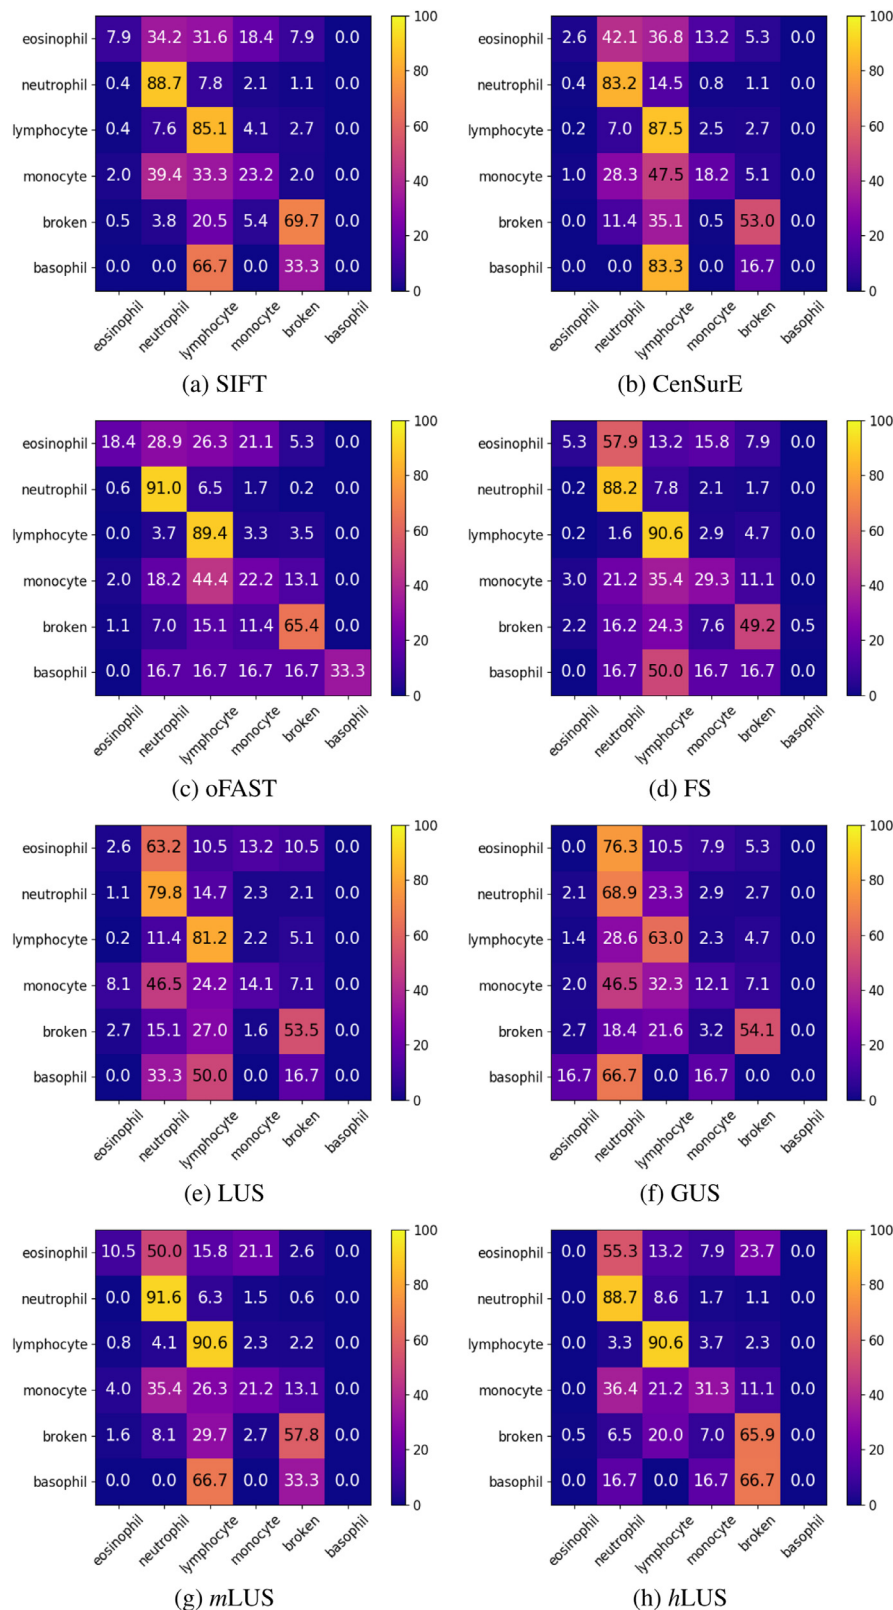 eosinophil 7.9 34.2 31.6 18.4 7.9 0.0
neutrophil 0.4 88.7 7.8 2.1 1.1 0.0
lymphocyte 0.4 7.6 85.1 4.1 2.7 0.0
monocyte 2.0 39.4 33.3 23.2 2.0 0.0
broken 0.5 3.8 20.5 5.4 69.7 0.0
basophil 0.0 0.0 66.7 0.0 33.3 0.0
eosinophil neutrophil lymphocyte monocyte broken basophil
100
80
60
40
20
0
(a) SIFT
eosinophil 2.6 42.1 36.8 13.2 5.3 0.0
neutrophil 0.4 83.2 14.5 0.8 1.1 0.0
lymphocyte 0.2 7.0 87.5 2.5 2.7 0.0
monocyte 1.0 28.3 47.5 18.2 5.1 0.0
broken 0.0 11.4 35.1 0.5 53.0 0.0
basophil 0.0 0.0 83.3 0.0 16.7 0.0
eosinophil neutrophil lymphocyte monocyte broken basophil
100
80
60
40
20
0
(b) CenSurE
eosinophil 18.4 28.9 26.3 21.1 5.3 0.0
neutrophil 0.6 91.0 6.5 1.7 0.2 0.0
lymphocyte 0.0 3.7 89.4 3.3 3.5 0.0
monocyte 2.0 18.2 44.4 22.2 13.1 0.0
broken 1.1 7.0 15.1 11.4 65.4 0.0
basophil 0.0 16.7 16.7 16.7 16.7 33.3
eosinophil neutrophil lymphocyte monocyte broken basophil
100
80
60
40
20
0
(c) oFAST
eosinophil 5.3 57.9 13.2 15.8 7.9 0.0
neutrophil 0.2 88.2 7.8 2.1 1.7 0.0
lymphocyte 0.2 1.6 90.6 2.9 4.7 0.0
monocyte 3.0 21.2 35.4 29.3 11.1 0.0
broken 2.2 16.2 24.3 7.6 49.2 0.5
basophil 0.0 16.7 50.0 16.7 16.7 0.0
eosinophil neutrophil lymphocyte monocyte broken basophil
100
80
60
40
20
0
(d) FS
eosinophil 2.6 63.2 10.5 13.2 10.5 0.0
neutrophil 1.1 79.8 14.7 2.3 2.1 0.0
lymphocyte 0.2 11.4 81.2 2.2 5.1 0.0
monocyte 8.1 46.5 24.2 14.1 7.1 0.0
broken 2.7 15.1 27.0 1.6 53.5 0.0
basophil 0.0 33.3 50.0 0.0 16.7 0.0
eosinophil neutrophil lymphocyte monocyte broken basophil
100
80
60
40
20
0
(e) LUS
eosinophil 0.0 76.3 10.5 7.9 5.3 0.0
neutrophil 2.1 68.9 23.3 2.9 2.7 0.0
lymphocyte 1.4 28.6 63.0 2.3 4.7 0.0
monocyte 2.0 46.5 32.3 12.1 7.1 0.0
broken 2.7 18.4 21.6 3.2 54.1 0.0
basophil 16.7 66.7 0.0 16.7 0.0 0.0
eosinophil neutrophil lymphocyte monocyte broken basophil
100
80
60
40
20
0
(f) GUS
eosinophil 10.5 50.0 15.8 21.1 2.6 0.0
neutrophil 0.0 91.6 6.3 1.5 0.6 0.0
lymphocyte 0.8 4.1 90.6 2.3 2.2 0.0
monocyte 4.0 35.4 26.3 21.2 13.1 0.0
broken 1.6 8.1 29.7 2.7 57.8 0.0
basophil 0.0 0.0 66.7 0.0 33.3 0.0
eosinophil neutrophil lymphocyte monocyte broken basophil
100
80
60
40
20
0
(g) mLUS
eosinophil 0.0 55.3 13.2 7.9 23.7 0.0
neutrophil 0.0 88.7 8.6 1.7 1.1 0.0
lymphocyte 0.0 3.3 90.6 3.7 2.3 0.0
monocyte 0.0 36.4 21.2 31.3 11.1 0.0
broken 0.5 6.5 20.0 7.0 65.9 0.0
basophil 0.0 16.7 0.0 16.7 66.7 0.0
eosinophil neutrophil lymphocyte monocyte broken basophil
100
80
60
40
20
0
(h) hLUS